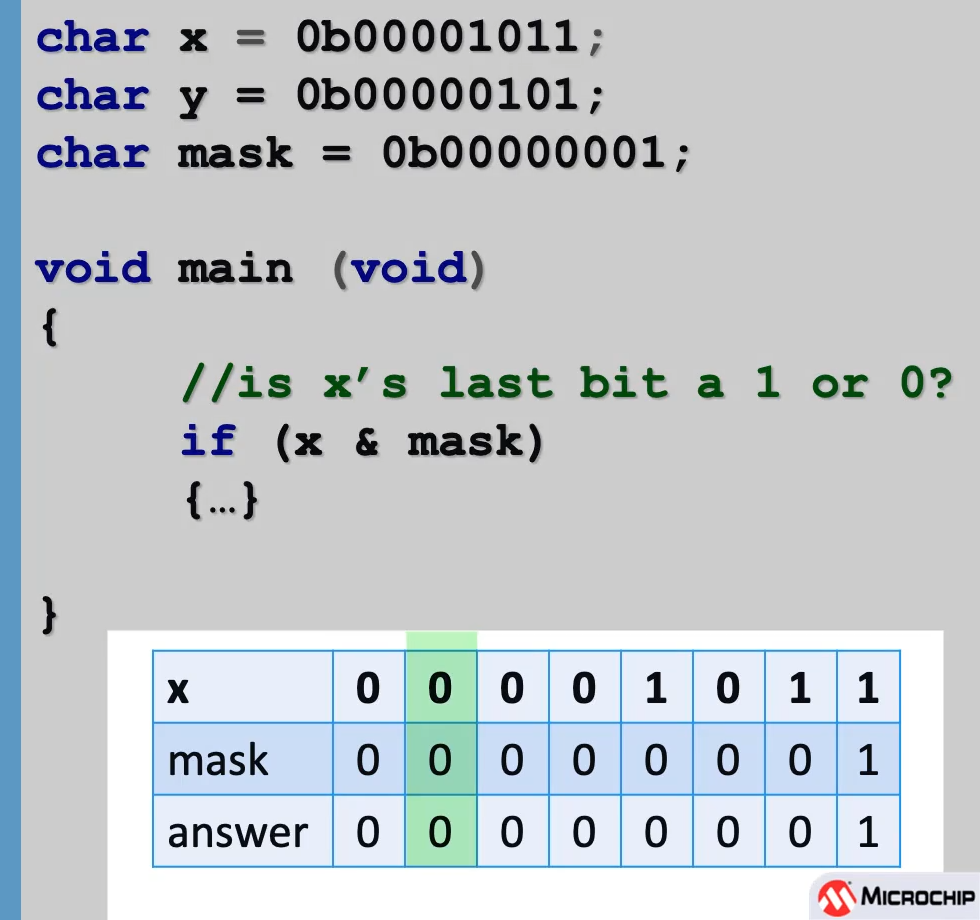 char x = 0b00001011;
char y = 0b00000101;
char mask = 0b00000001;
void main (void)
{
//is x’s last bit a 1 or 0?
if (x & mask)
{…}
}
x 0 0 0 0 1 0 1 1
mask 0 0 0 0 0 0 0 1
answer 0 0 0 0 0 0 0 1
MICROCHIP